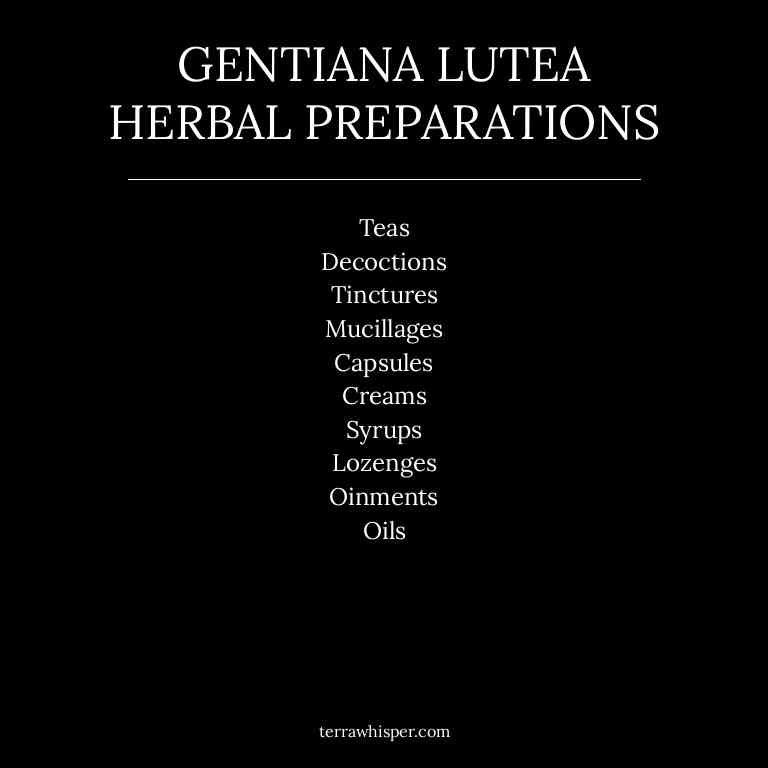 GENTIANA LUTEA
HERBAL PREPARATIONS
Teas
Decoctions
Tinctures
Mucillages
Capsules
Creams
Syrups
Lozenges
Oinments
Oils
terrawhisper.com